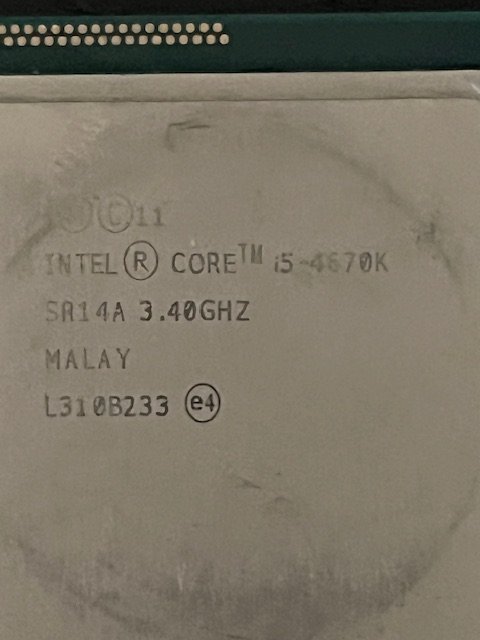 ©11
INTEL® CORE™ i5-4670K
SR14A 3.40GHZ
MALAY
L310B233 e4